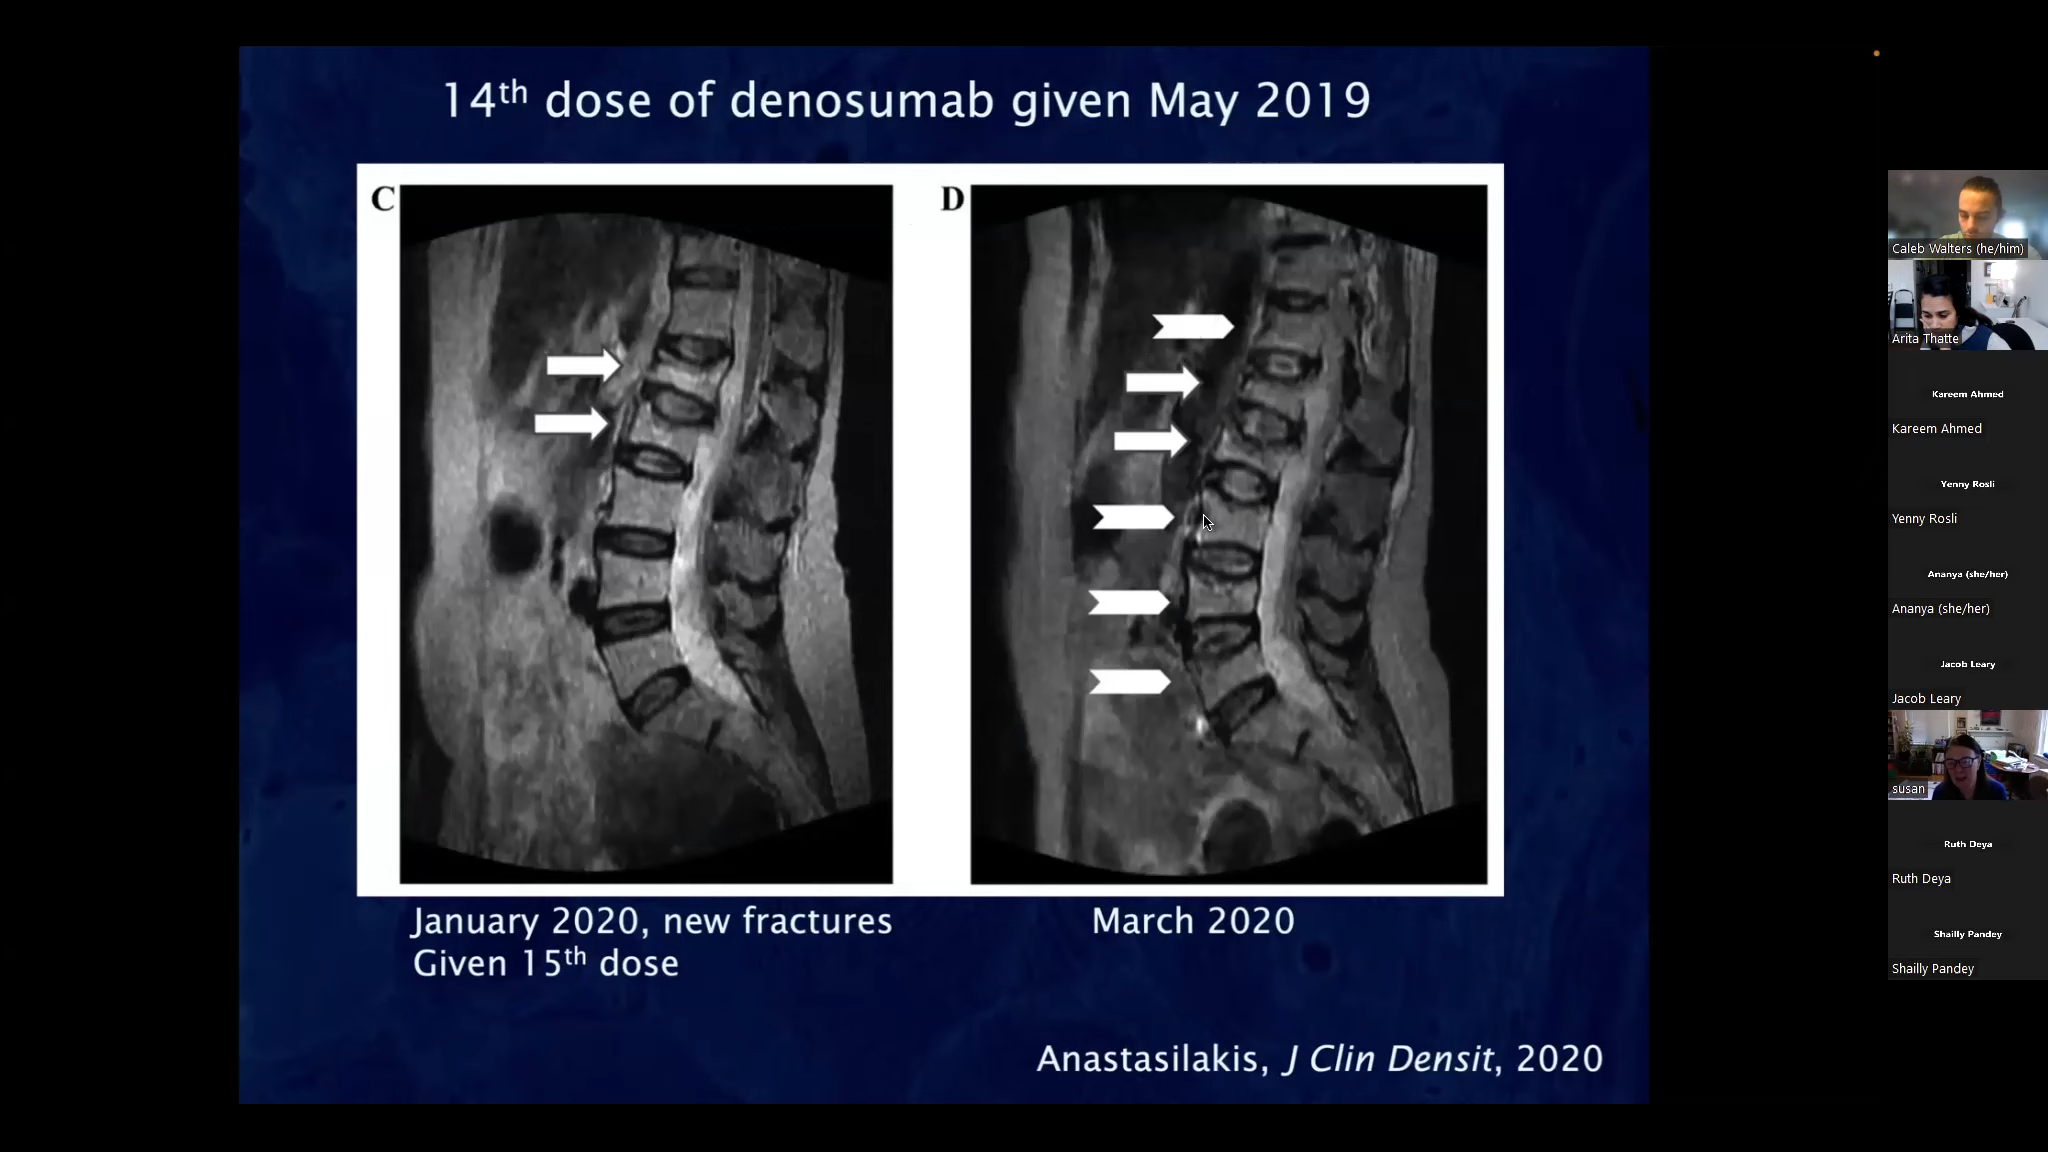 14th dose of denosumab given May 2019
C
D
January 2020, new fractures
Given 15th dose
March 2020
Anastasilakis, J Clin Densit, 2020
Caleb Walters (he/him)
Arita Thatte
Kareem Ahmed
Kareem Ahmed
Yenny Rosli
Yenny Rosli
Ananya (she/her)
Ananya (she/her)
Jacob Leary
Jacob Leary
susan
Ruth Deya
Ruth Deya
Shailly Pandey
Shailly Pandey